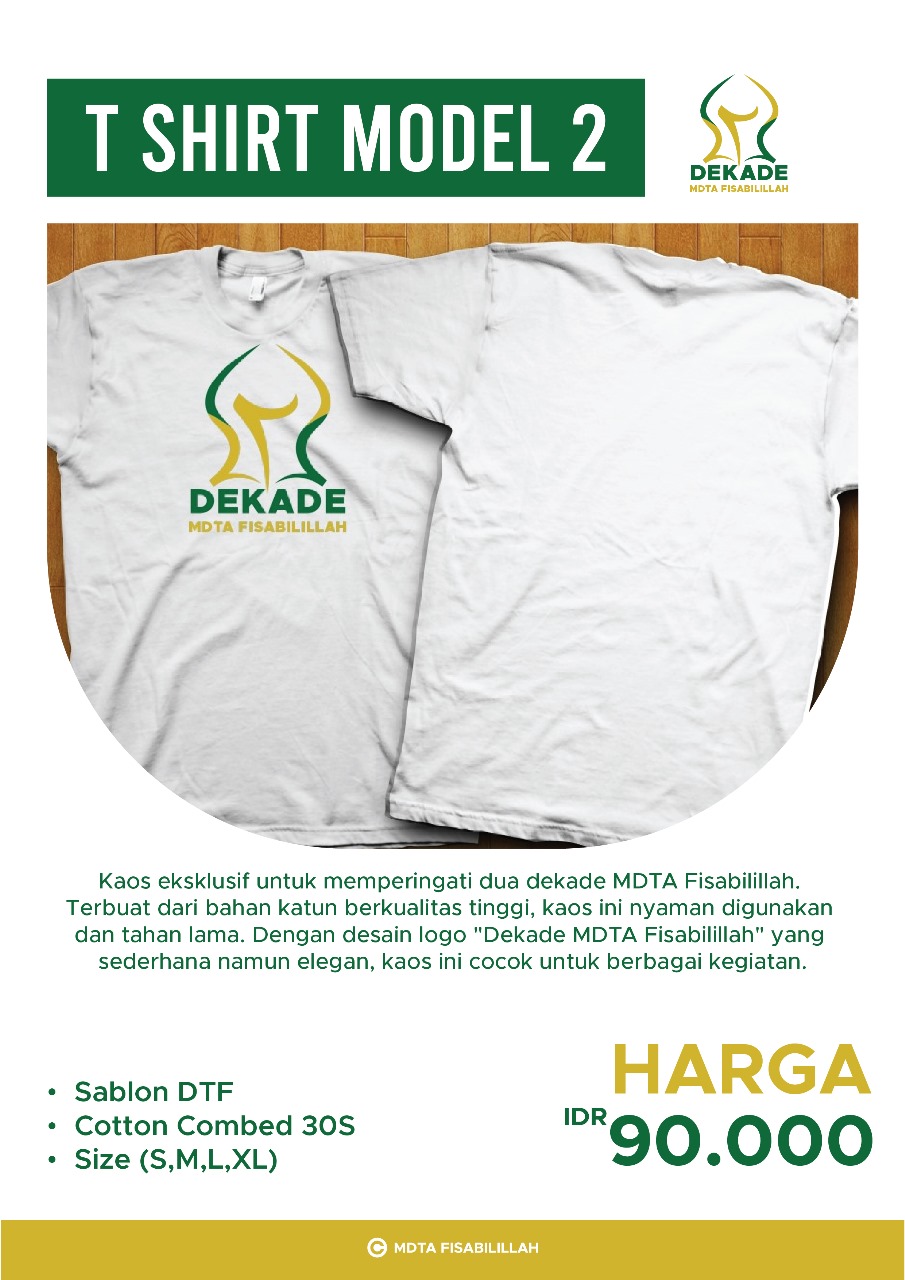 T SHIRT MODEL 2
DEKADE
MDTA FISABILILLAH
DEKADE
MDTA FISABILILLAH
Kaos eksklusif untuk memperingati dua dekade MDTA Fisabilillah.
Terbuat dari bahan katun berkualitas tinggi, kaos ini nyaman digunakan
dan tahan lama. Dengan desain logo "Dekade MDTA Fisabilillah" yang
sederhana namun elegan, kaos ini cocok untuk berbagai kegiatan.
• Sablon DTF
• Cotton Combed 30S
• Size (S,M,L,XL)
HARGA
IDR 90.000
© MDTA FISABILILLAH